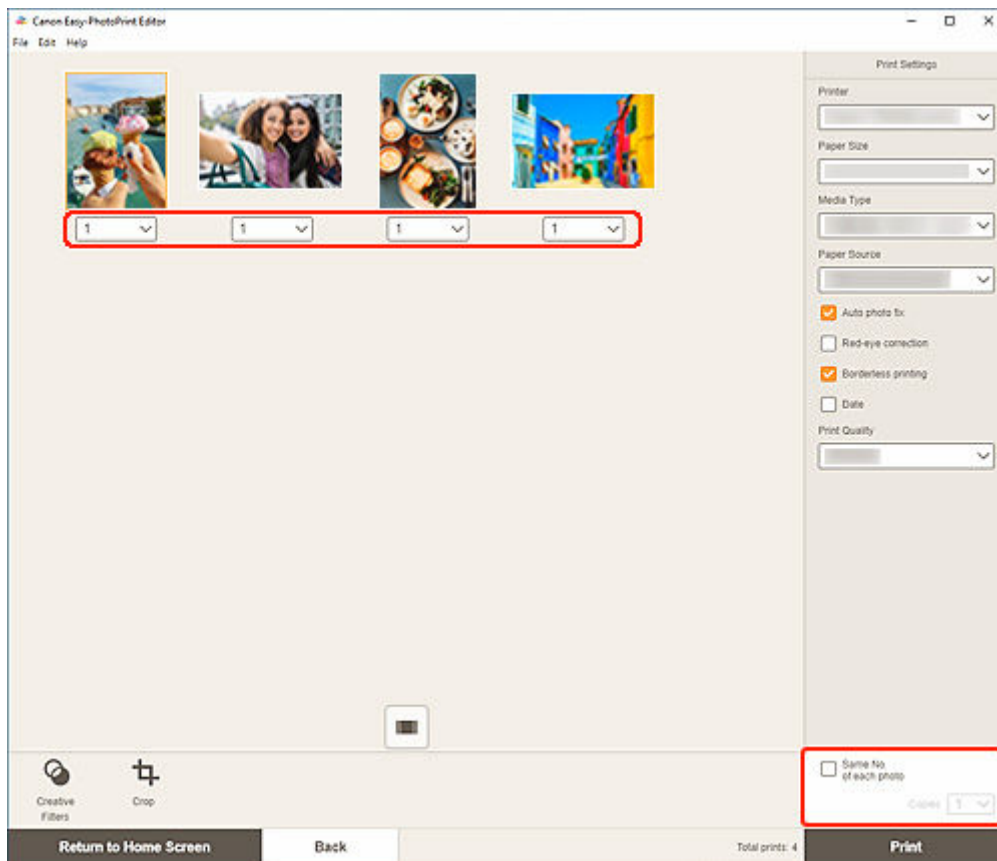 Canon Easy-PhotoPrint Editor
File Edit Help
Print Settings
Printer
Paper Size
Media Type
Paper Source
1 1 1 1
Auto photo fix
Red-eye correction
Borderless printing
Date
Print Quality
Creative
Filters
Crop
Same No.
of each photo
Copies 1
Return to Home Screen
Back
Total prints: 4
Print